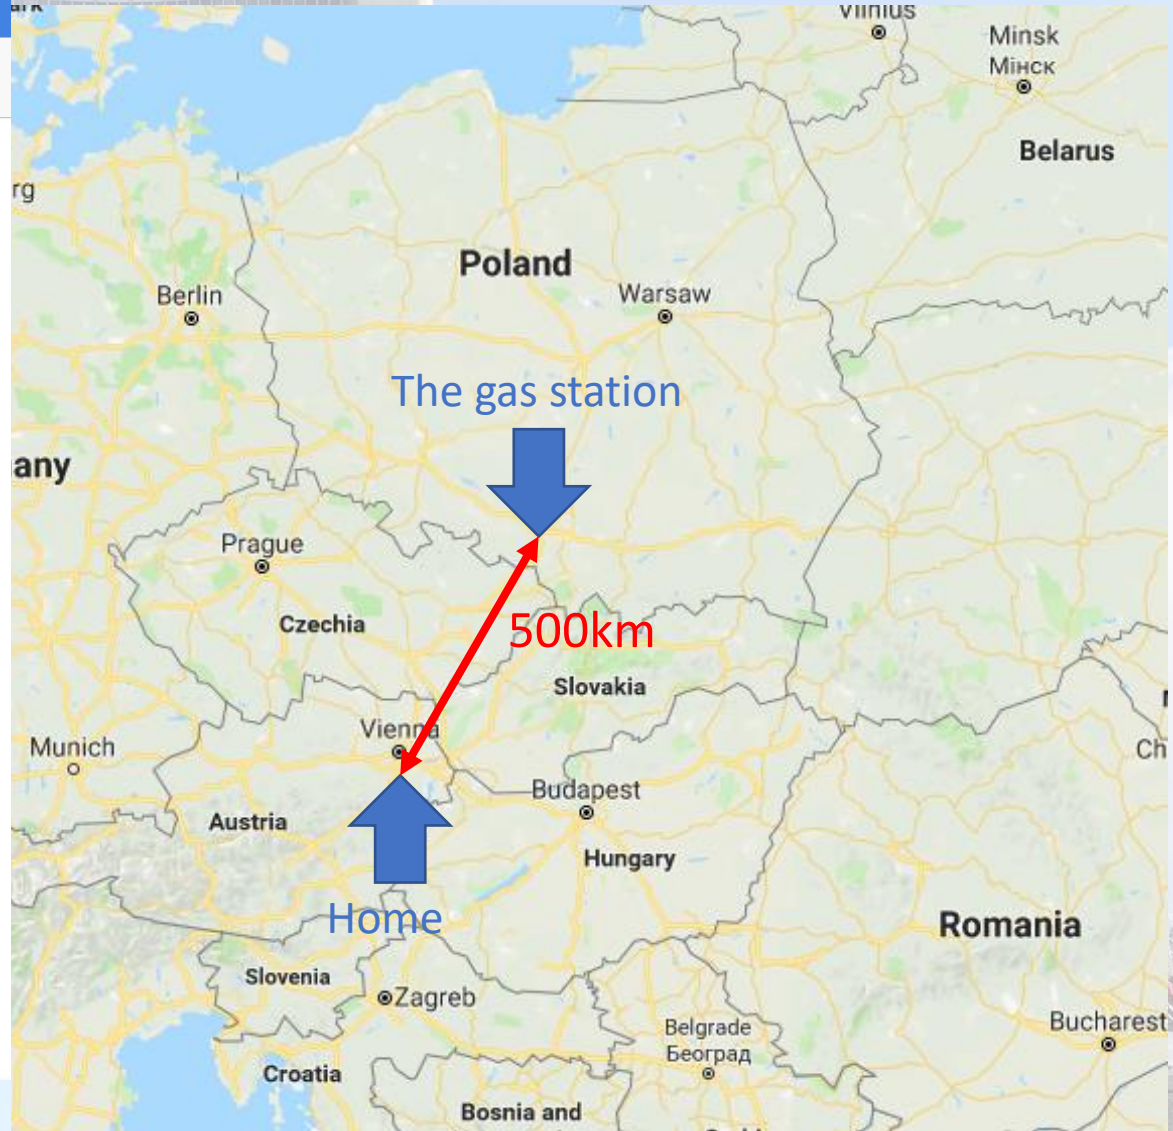 Vilnius
Minsk
Мінск
Belarus
rg
Poland
Berlin
Warsaw
The gas station
any
Prague
Czechia
500km
Slovakia
Vienna
Munich
Ch
Budapest
Austria
Hungary
Home
Romania
Slovenia
Zagreb
Bucharest
Belgrade
Београд
Croatia
Bosnia and